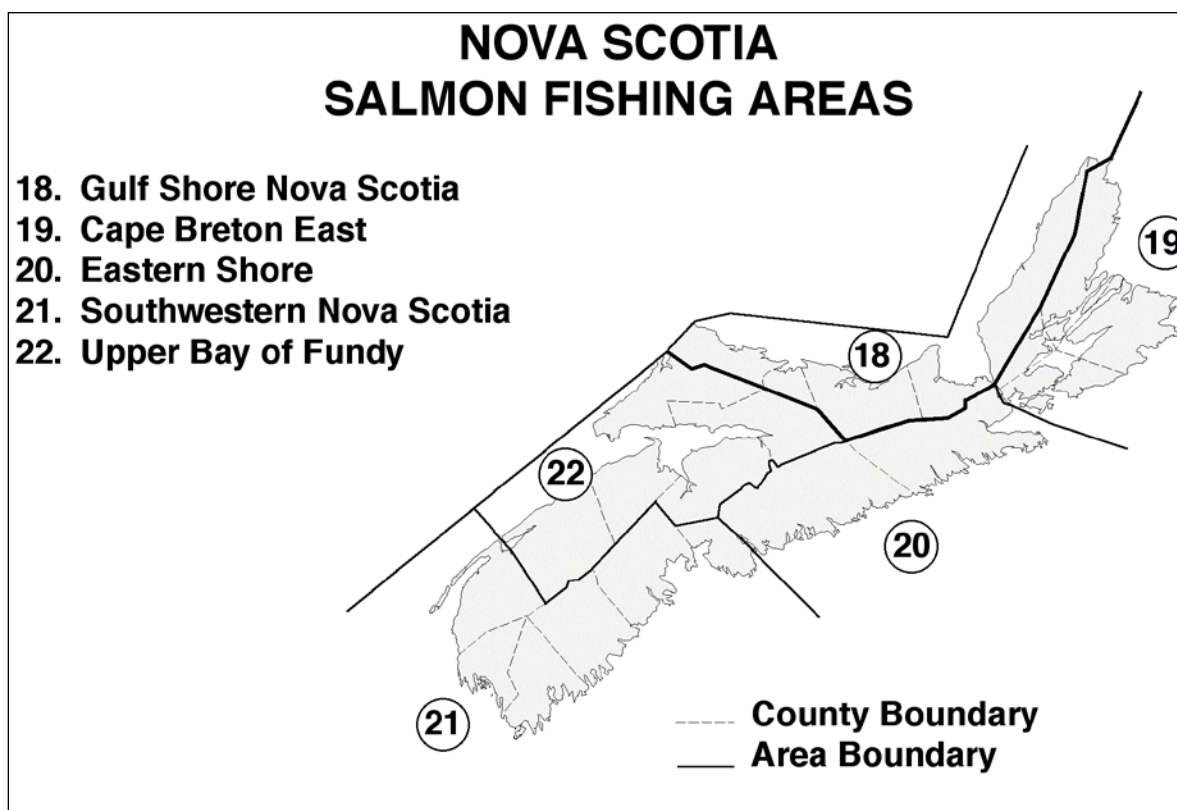 NOVA SCOTIA
SALMON FISHING AREAS
18. Gulf Shore Nova Scotia
19. Cape Breton East
20. Eastern Shore
21. Southwestern Nova Scotia
22. Upper Bay of Fundy
19
18
22
20
21
County Boundary
Area Boundary